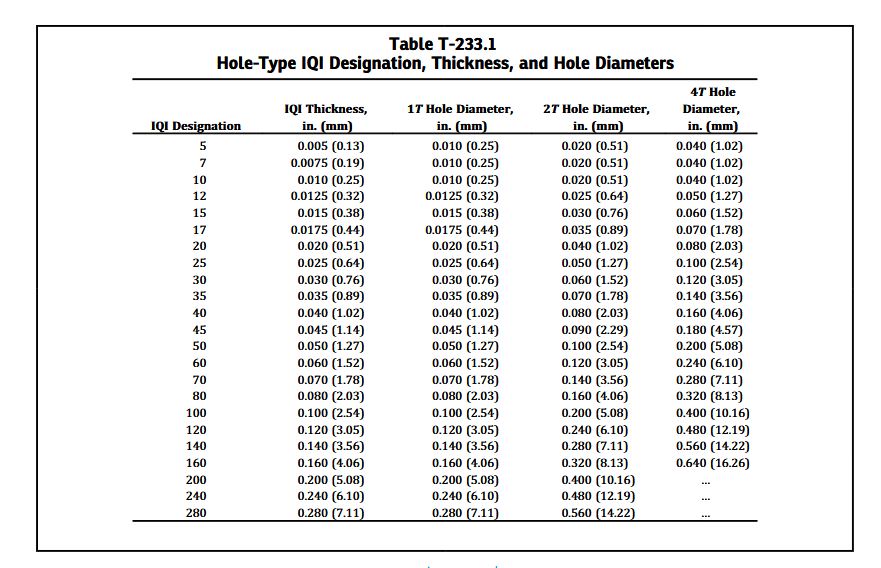 Table T-233.1
Hole-Type IQI Designation, Thickness, and Hole Diameters
IQI Designation IQI Thickness, in. (mm) 1T Hole Diameter, in. (mm) 2T Hole Diameter, in. (mm) 4T Hole Diameter, in. (mm)
5 0.005 (0.13) 0.010 (0.25) 0.020 (0.51) 0.040 (1.02)
7 0.0075 (0.19) 0.010 (0.25) 0.020 (0.51) 0.040 (1.02)
10 0.010 (0.25) 0.010 (0.25) 0.020 (0.51) 0.040 (1.02)
12 0.0125 (0.32) 0.0125 (0.32) 0.025 (0.64) 0.050 (1.27)
15 0.015 (0.38) 0.015 (0.38) 0.030 (0.76) 0.060 (1.52)
17 0.0175 (0.44) 0.0175 (0.44) 0.035 (0.89) 0.070 (1.78)
20 0.020 (0.51) 0.020 (0.51) 0.040 (1.02) 0.080 (2.03)
25 0.025 (0.64) 0.025 (0.64) 0.050 (1.27) 0.100 (2.54)
30 0.030 (0.76) 0.030 (0.76) 0.060 (1.52) 0.120 (3.05)
35 0.035 (0.89) 0.035 (0.89) 0.070 (1.78) 0.140 (3.56)
40 0.040 (1.02) 0.040 (1.02) 0.080 (2.03) 0.160 (4.06)
45 0.045 (1.14) 0.045 (1.14) 0.090 (2.29) 0.180 (4.57)
50 0.050 (1.27) 0.050 (1.27) 0.100 (2.54) 0.200 (5.08)
60 0.060 (1.52) 0.060 (1.52) 0.120 (3.05) 0.240 (6.10)
70 0.070 (1.78) 0.070 (1.78) 0.140 (3.56) 0.280 (7.11)
80 0.080 (2.03) 0.080 (2.03) 0.160 (4.06) 0.320 (8.13)
100 0.100 (2.54) 0.100 (2.54) 0.200 (5.08) 0.400 (10.16)
120 0.120 (3.05) 0.120 (3.05) 0.240 (6.10) 0.480 (12.19)
140 0.140 (3.56) 0.140 (3.56) 0.280 (7.11) 0.560 (14.22)
160 0.160 (4.06) 0.160 (4.06) 0.320 (8.13) 0.640 (16.26)
200 0.200 (5.08) 0.200 (5.08) 0.400 (10.16) ...
240 0.240 (6.10) 0.240 (6.10) 0.480 (12.19) ...
280 0.280 (7.11) 0.280 (7.11) 0.560 (14.22) ...